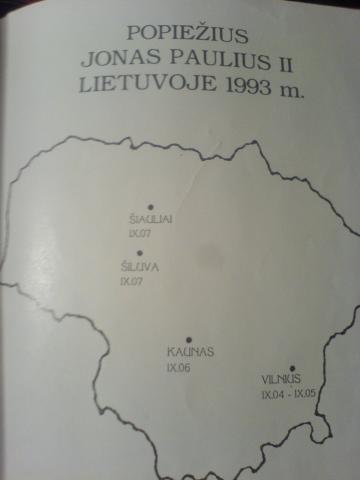 POPIEŽIUS
JONAS PAULIUS II
LIETUVOJE 1993 m.
ŠIAULIAI
IX.07
ŠILUVA
IX.07
KAUNAS
IX.06
VILNIUS
IX.04 - IX.05